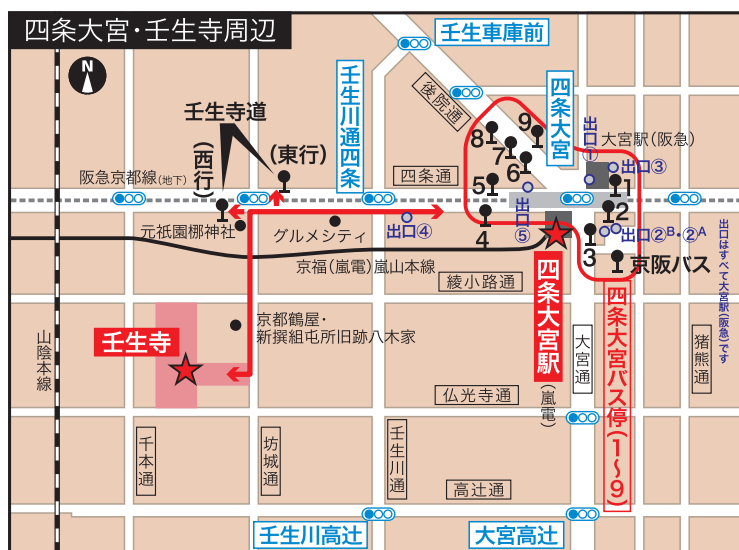 四条大宮・壬生寺周辺
N
壬生車庫前
壬生寺道
(西行)
(東行)
壬生川通四条
後院通
四条大宮
出口①
大宮駅(阪急)
出口③
8
7
9
6
5
4
1
2
3
阪急京都線(地下)
四条通
出口⑤
元祇園梛神社
グルメシティ
出口④
出口②B・②A
京阪バス
京福(嵐電)嵐山本線
綾小路通
出口はすべて大宮駅(阪急)です
四条大宮駅
(嵐電)
四条大宮バス停(1〜9)
大宮通
猪熊通
山陰本線
壬生寺
京都鶴屋・
新撰組屯所旧跡八木家
仏光寺通
千本通
坊城通
壬生川通
高辻通
壬生川高辻
大宮高辻